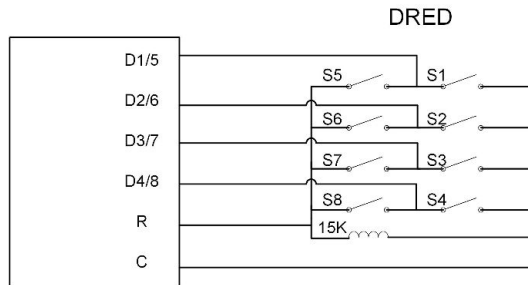 DRED
D1/5
S5 S1
D2/6
S6 S2
D3/7
S7 S3
D4/8
S8 S4
R
15K
C